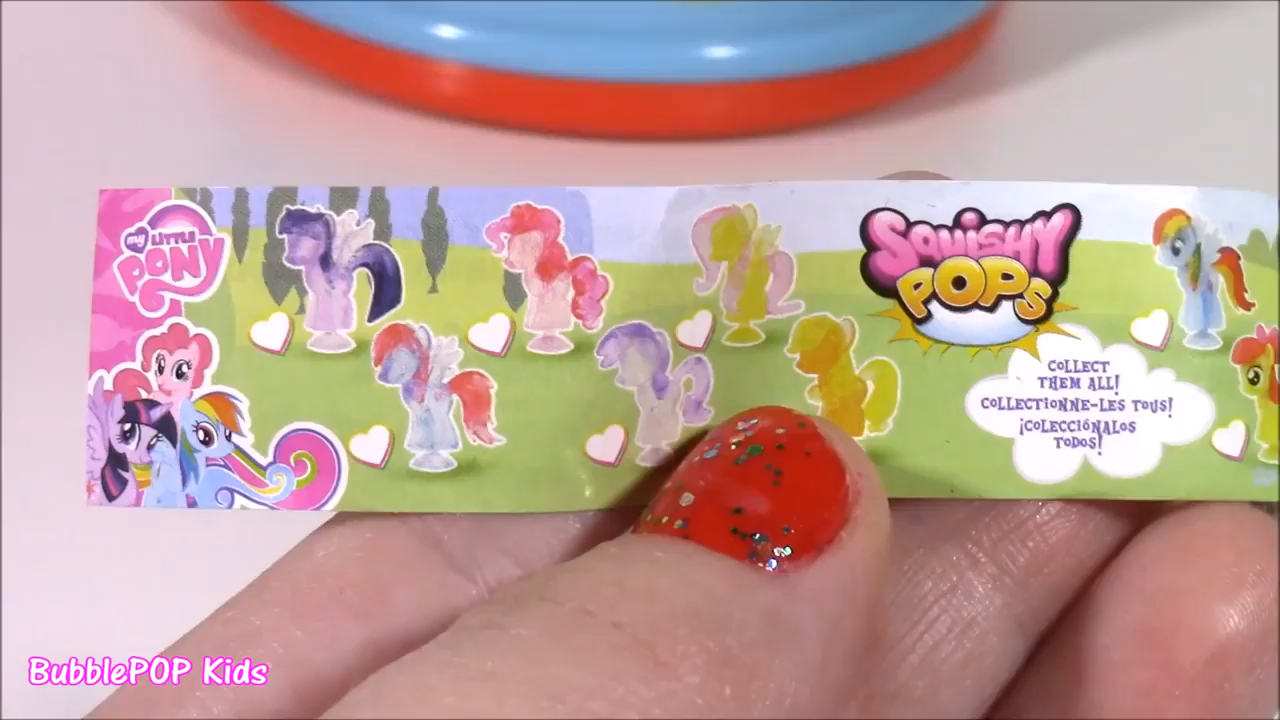 my LITTLE
PONY
SQUISHY
POPS
COLLECT
THEM ALL!
COLLECTIONNE-LES TOUS!
¡COLECCIÓNALOS
TODOS!
BubblePOP Kids